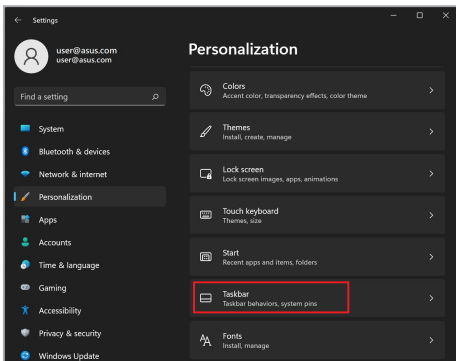 Settings
user@asus.com
user@asus.com
Find a setting
System
Bluetooth & devices
Network & internet
Personalization
Apps
Accounts
Time & language
Gaming
Accessibility
Privacy & security
Windows Update
Personalization
Colors
Accent color, transparency effects, color theme
Themes
Install, create, manage
Lock screen
Lock screen images, apps, animations
Touch keyboard
Themes, size
Start
Recent apps and items, folders
Taskbar
Taskbar behaviors, system pins
Fonts
Install, manage